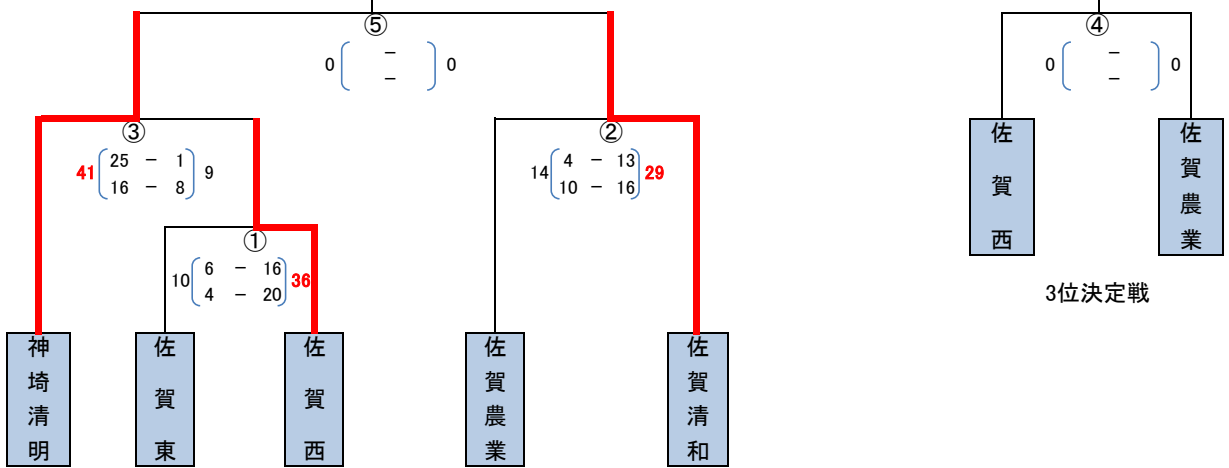 ⑤
0 － 0
－
④
0 － 0
－
③
41 25 － 1 9
16 － 8
②
14 4 － 13 29
10 － 16
佐賀西
佐賀農業
①
10 6 － 16 36
4 － 20
3位決定戦
神埼清明
佐賀東
佐賀西
佐賀農業
佐賀清和